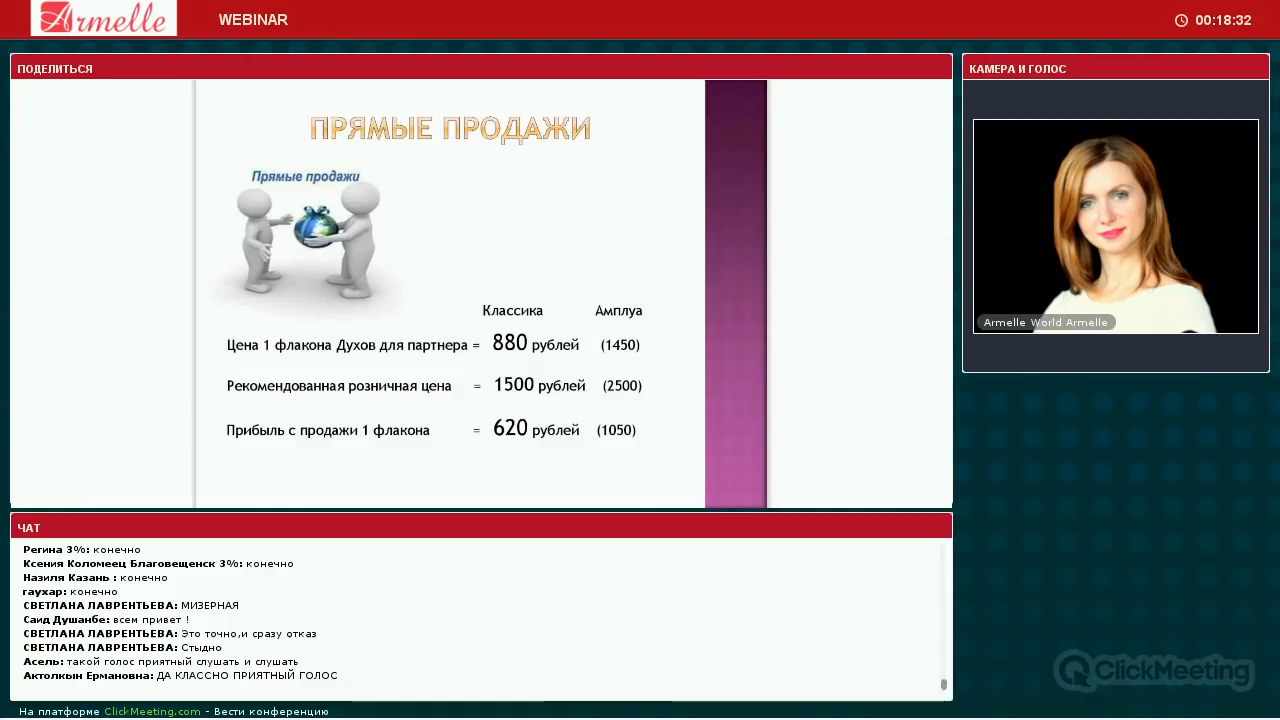 Armelle
WEBINAR
00:18:32
ПОДЕЛИТЬСЯ
ПРЯМЫЕ ПРОДАЖИ
Прямые продажи
Классика Амплуа
Цена 1 флакона Духов для партнера = 880 рублей (1450)
Рекомендованная розничная цена = 1500 рублей (2500)
Прибыль с продажи 1 флакона = 620 рублей (1050)
КАМЕРА И ГОЛОС
Armelle World Armelle
ЧАТ
Регина 3%: конечно
Ксения Коломеец Благовещенск 3%: конечно
Назиля Казань : конечно
гаухар: конечно
СВЕТЛАНА ЛАВРЕНТЬЕВА: МИЗЕРНАЯ
Саид Душанбе: всем привет !
СВЕТЛАНА ЛАВРЕНТЬЕВА: Это точно,и сразу отказ
СВЕТЛАНА ЛАВРЕНТЬЕВА: Стыдно
Асель: такой голос приятный слушать и слушать
Актолкын Ермановна: ДА КЛАССНО ПРИЯТНЫЙ ГОЛОС
ClickMeeting
На платформе ClickMeeting.com - Вести конференцию